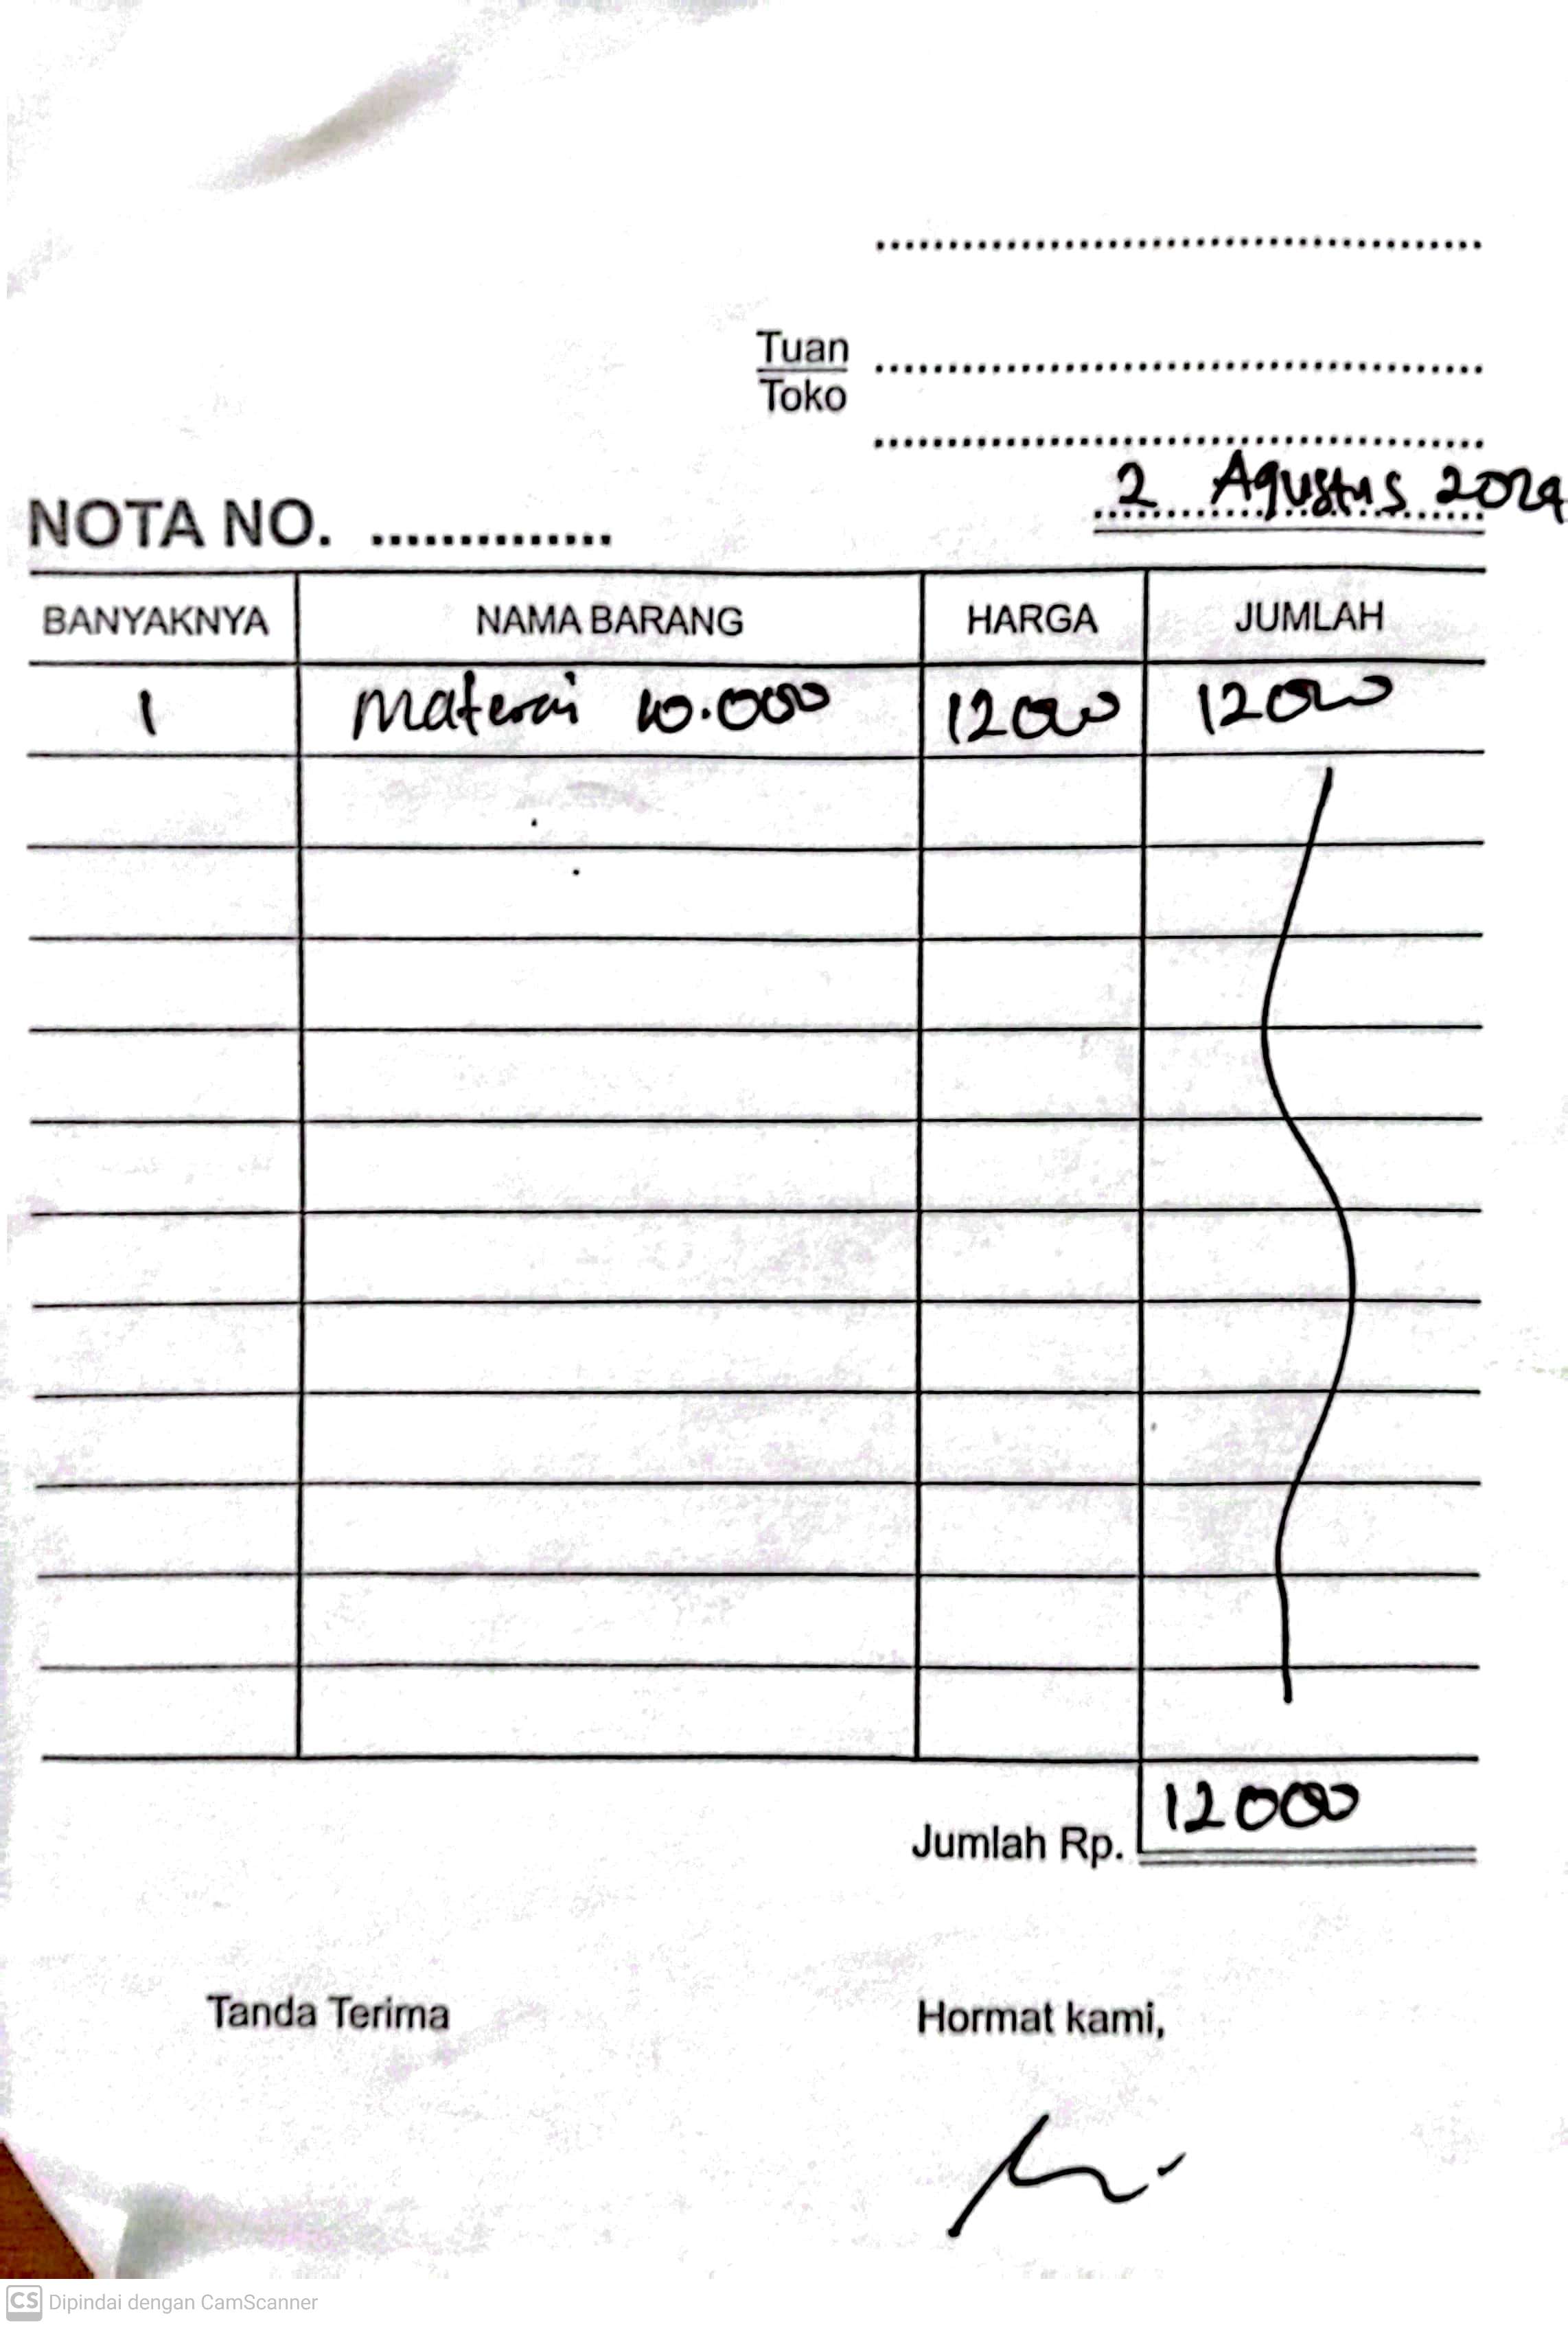 Tuan
Toko
2 Agustus 2024
NOTA NO. ..............
BANYAKNYA NAMA BARANG HARGA JUMLAH
1 Materai 10.000 12000 12000
Jumlah Rp. 12000
Tanda Terima Hormat kami,
CS Dipindai dengan CamScanner